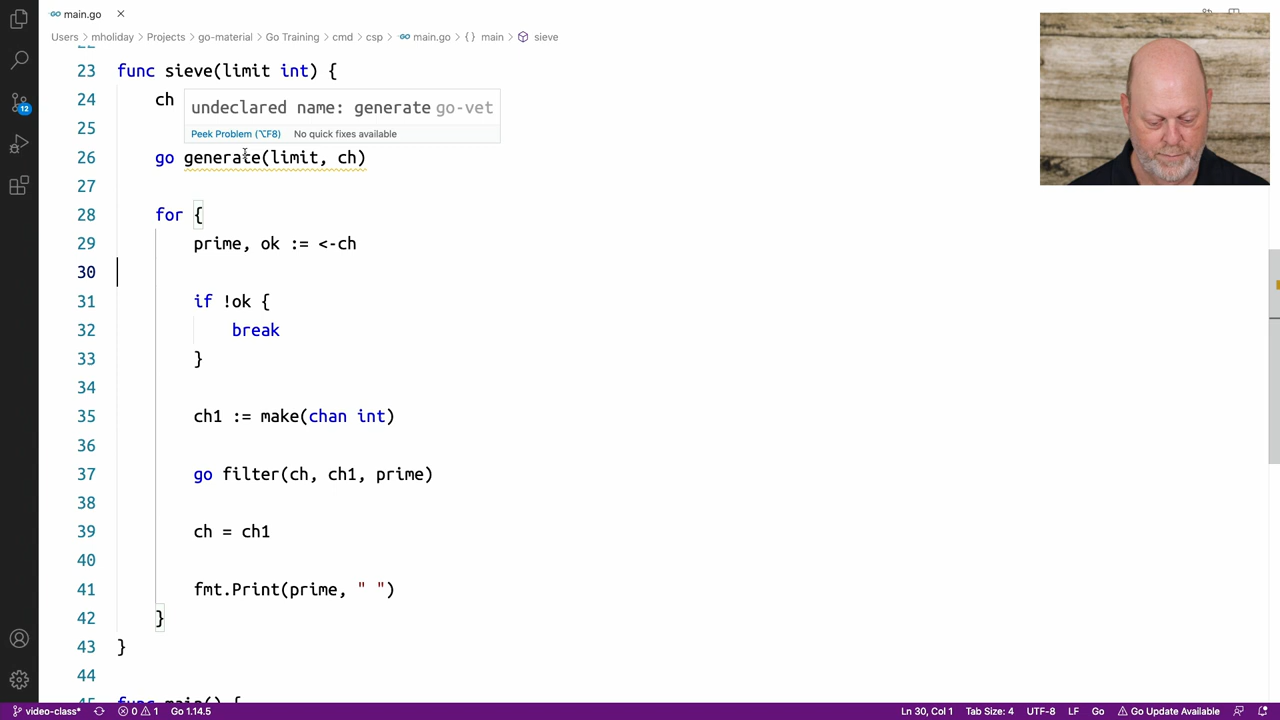 main.go
Users mholiday Projects go-material Go Training cmd csp main.go {} main sieve
23 func sieve(limit int) {
24 ch
undeclared name: generate go-vet
25
Peek Problem (⌥F8) No quick fixes available
26 go generate(limit, ch)
27
28 for {
29 prime, ok := <-ch
30
31 if !ok {
32 break
33 }
34
35 ch1 := make(chan int)
36
37 go filter(ch, ch1, prime)
38
39 ch = ch1
40
41 fmt.Print(prime, " ")
42 }
43 }
44
12
video-class* 0 1 Go 1.14.5 Ln 30, Col 1 Tab Size: 4 UTF-8 LF Go Go Update Available